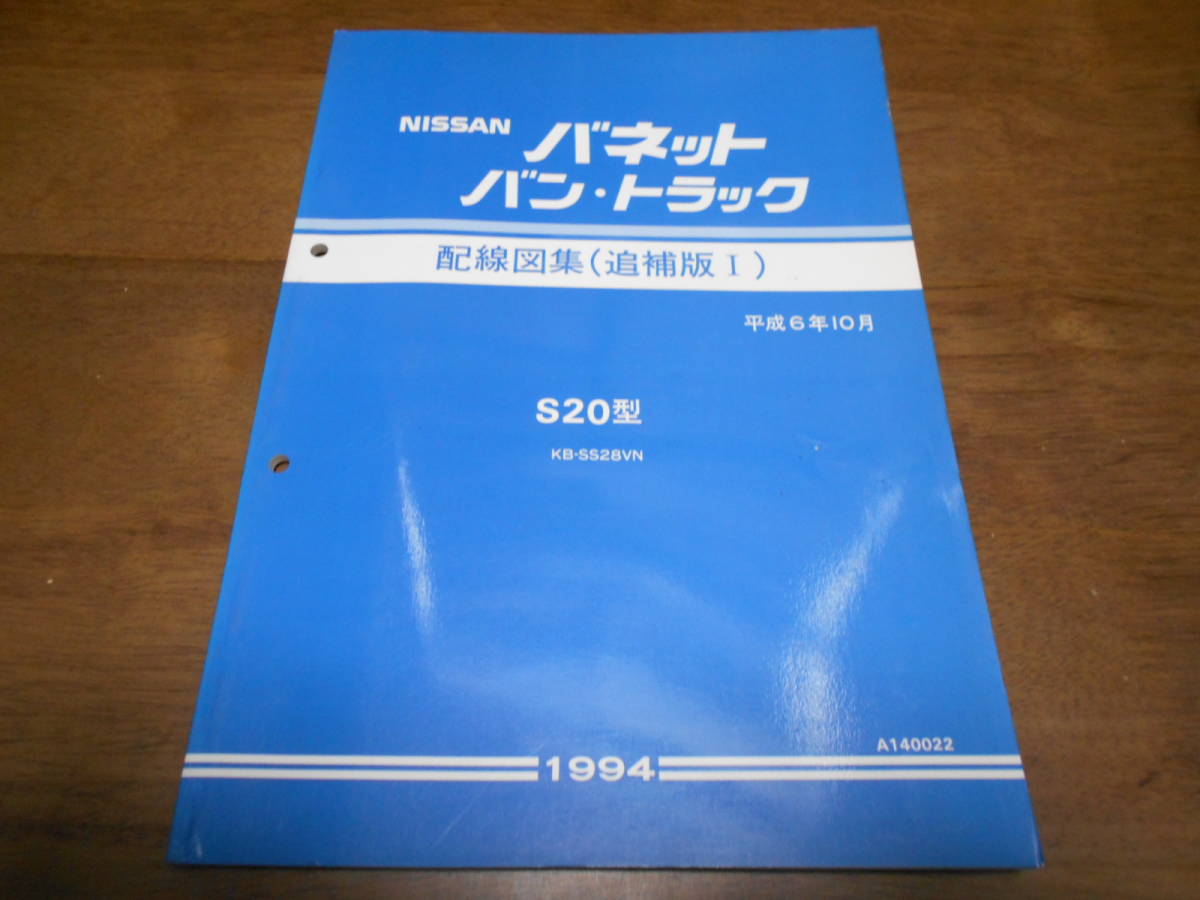 NISSAN バネット
バン・トラック
配線図集(追補版Ⅰ)
平成6年10月
S20型
KB-SS28VN
A140022
1994